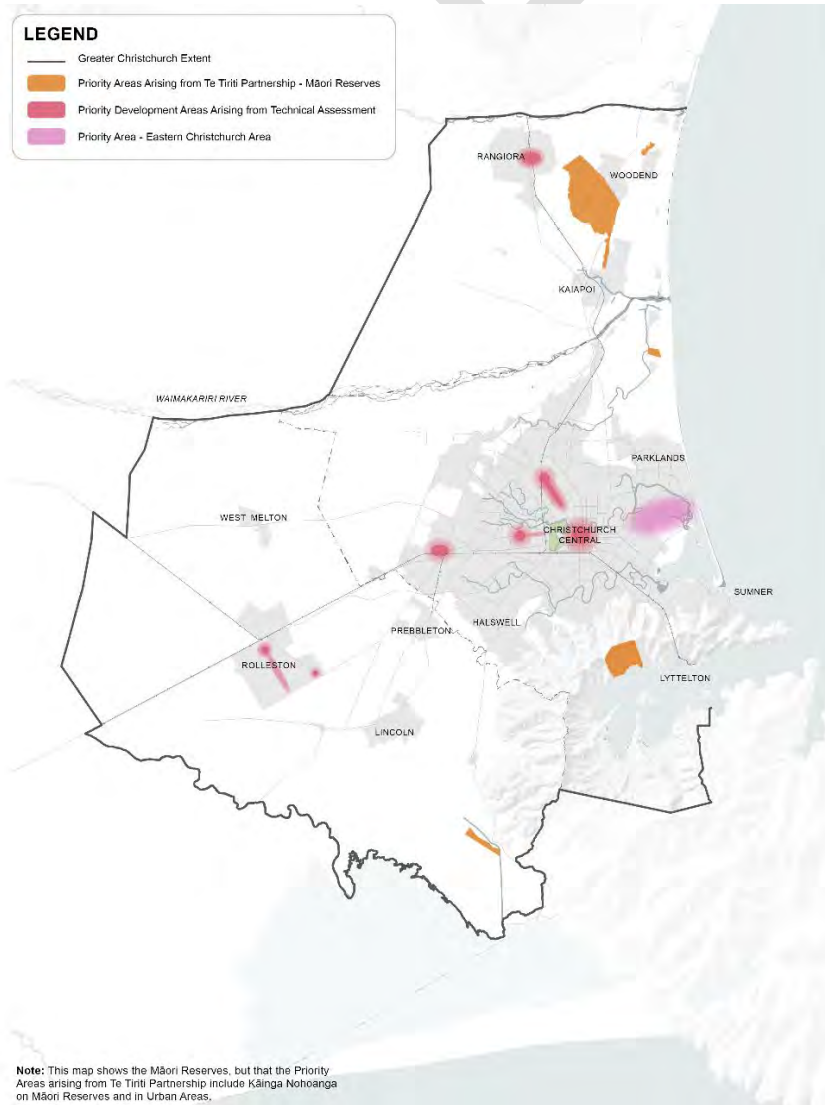 LEGEND
Greater Christchurch Extent
Priority Areas Arising from Te Tiriti Partnership - Māori Reserves
Priority Development Areas Arising from Technical Assessment
Priority Area - Eastern Christchurch Area
RANGIORA
WOODEND
KAIAPOI
WAIMAKARIRI RIVER
PARKLANDS
WEST MELTON
CHRISTCHURCH
CENTRAL
SUMNER
PREBBLETON
HALSWELL
ROLLESTON
LYTTELTON
LINCOLN
Note: This map shows the Māori Reserves, but that the Priority
Areas arising from Te Tiriti Partnership include Kāinga Nohoanga
on Māori Reserves and in Urban Areas.